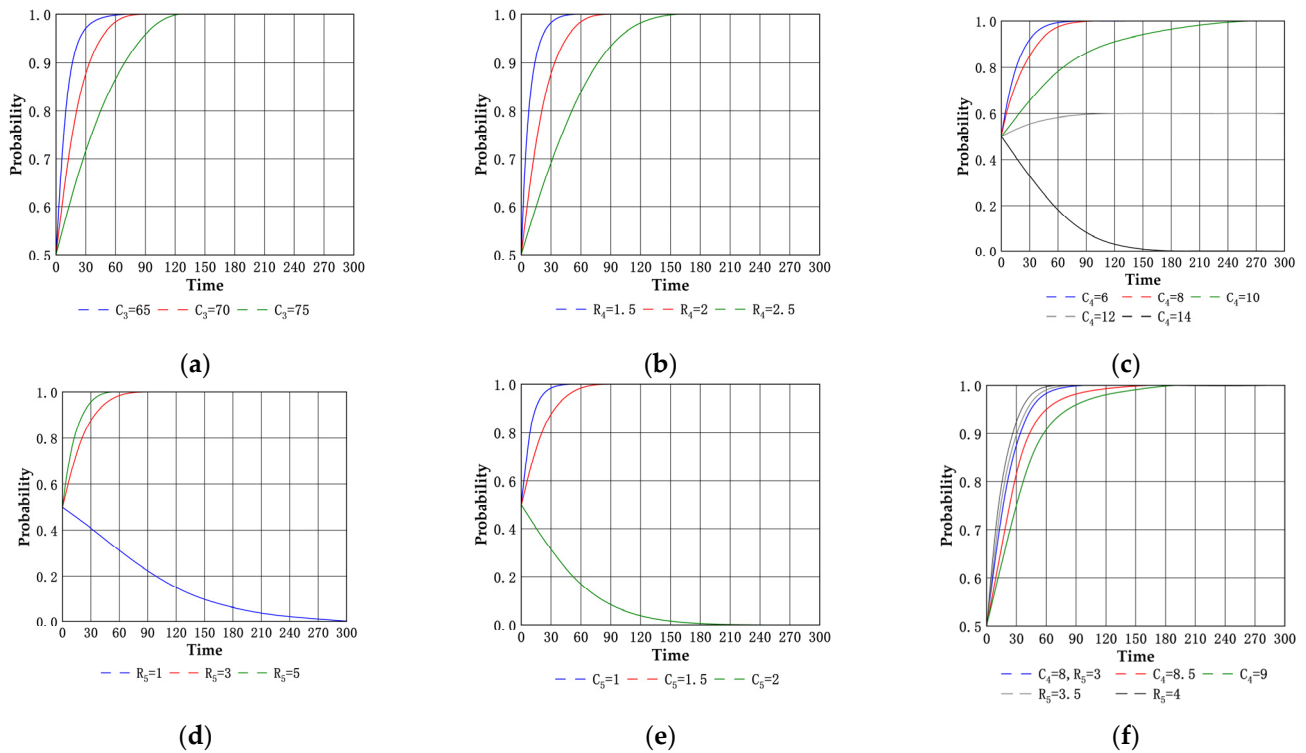 1.0
0.9
0.8
0.7
0.6
0.5
Probability
0 30 60 90 120 150 180 210 240 270 300
Time
C₃=65 C₃=70 C₃=75
(a)
1.0
0.9
0.8
0.7
0.6
0.5
Probability
0 30 60 90 120 150 180 210 240 270 300
Time
R₄=1.5 R₄=2 R₄=2.5
(b)
1.0
0.8
0.6
0.4
0.2
0.0
Probability
0 30 60 90 120 150 180 210 240 270 300
Time
C₄=6 C₄=8 C₄=10
C₄=12 C₄=14
(c)
1.0
0.8
0.6
0.4
0.2
0.0
Probability
0 30 60 90 120 150 180 210 240 270 300
Time
R₅=1 R₅=3 R₅=5
(d)
1.0
0.8
0.6
0.4
0.2
0.0
Probability
0 30 60 90 120 150 180 210 240 270 300
Time
C₅=1 C₅=1.5 C₅=2
(e)
1.0
0.9
0.8
0.7
0.6
0.5
Probability
0 30 60 90 120 150 180 210 240 270 300
Time
C₄=8, R₅=3 C₄=8.5 C₄=9
R₅=3.5 R₅=4
(f)